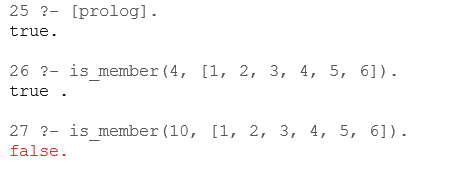 25 ?- [prolog].
true.
26 ?- is_member(4, [1, 2, 3, 4, 5, 6]).
true .
27 ?- is_member(10, [1, 2, 3, 4, 5, 6]).
false.